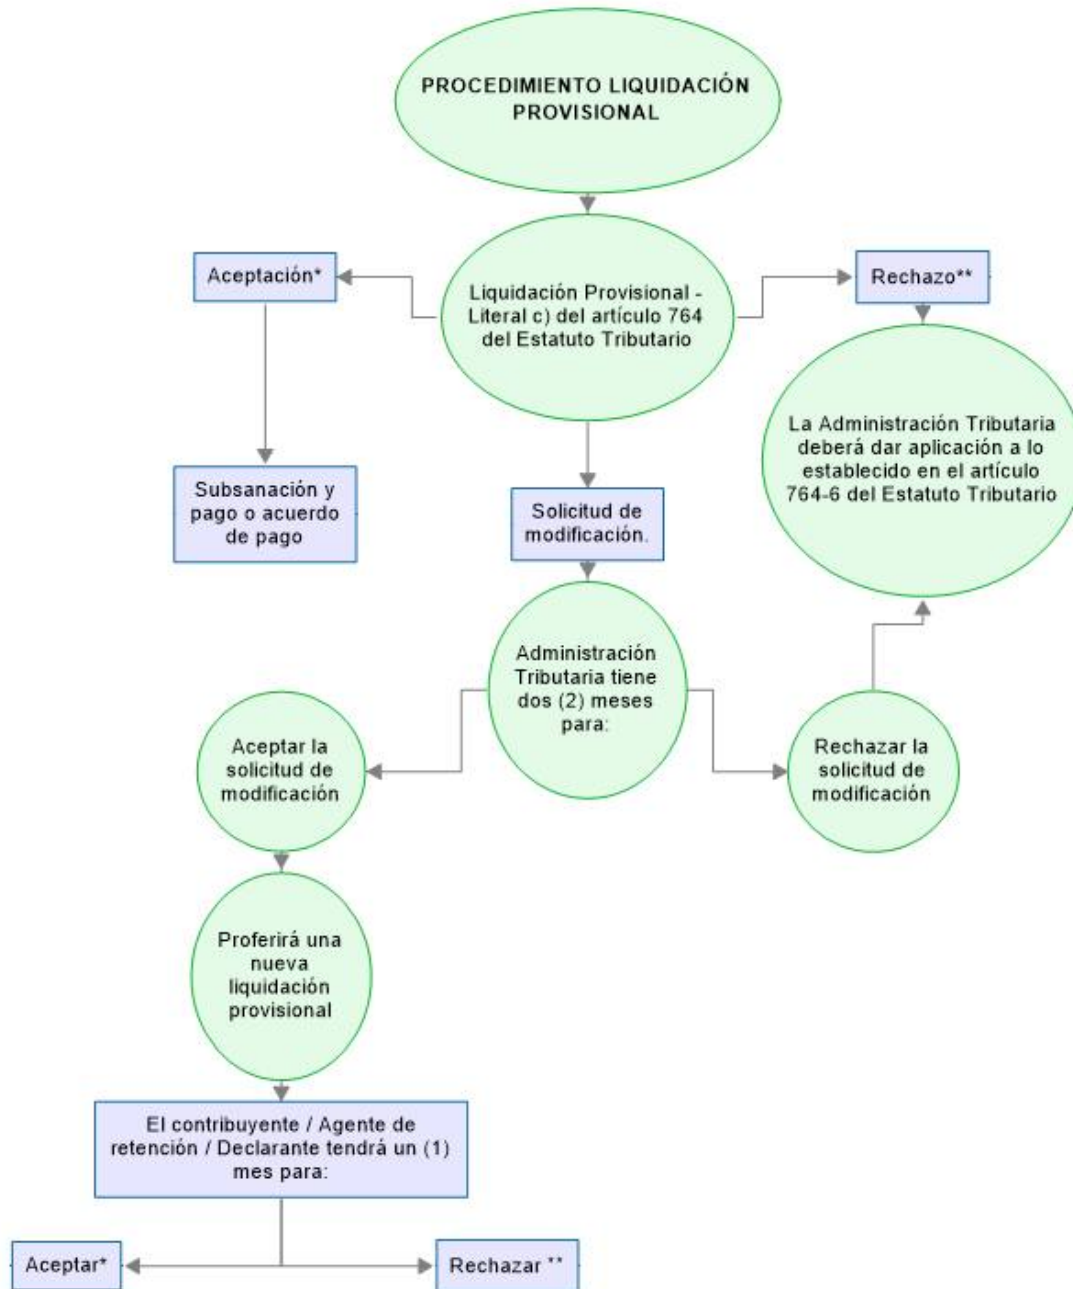 PROCEDIMIENTO LIQUIDACIÓN
PROVISIONAL
Aceptación*
Liquidación Provisional -
Literal c) del artículo 764
del Estatuto Tributario
Rechazo**
La Administración Tributaria
deberá dar aplicación a lo
establecido en el artículo
764-6 del Estatuto Tributario
Subsanación y
pago o acuerdo
de pago
Solicitud de
modificación.
Administración
Tributaria tiene
dos (2) meses
para:
Aceptar la
solicitud de
modificación
Rechazar la
solicitud de
modificación
Proferirá una
nueva
liquidación
provisional
El contribuyente / Agente de
retención / Declarante tendrá un (1)
mes para:
Aceptar*
Rechazar **